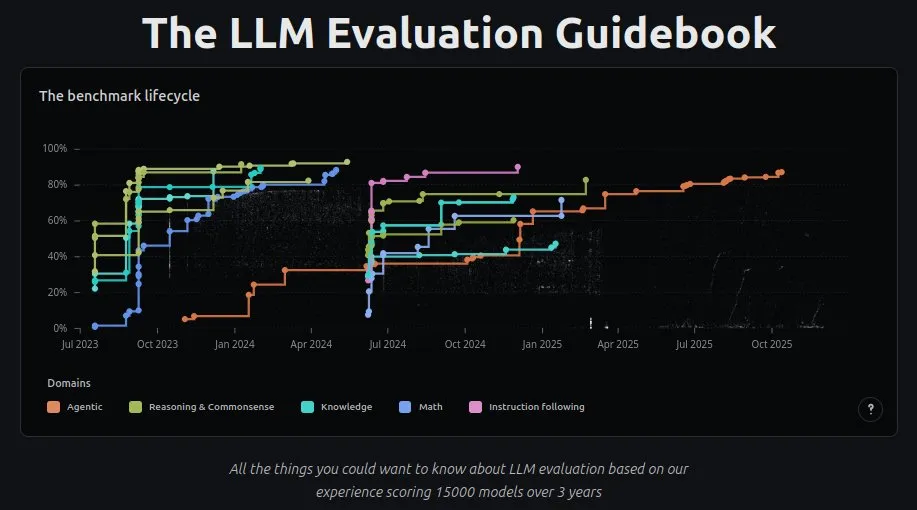 The LLM Evaluation Guidebook
The benchmark lifecycle
100%
80%
60%
40%
20%
0%
Jul 2023 Oct 2023 Jan 2024 Apr 2024 Jul 2024 Oct 2024 Jan 2025 Apr 2025 Jul 2025 Oct 2025
Domains
Agentic Reasoning & Commonsense Knowledge Math Instruction following
?
All the things you could want to know about LLM evaluation based on our
experience scoring 15000 models over 3 years